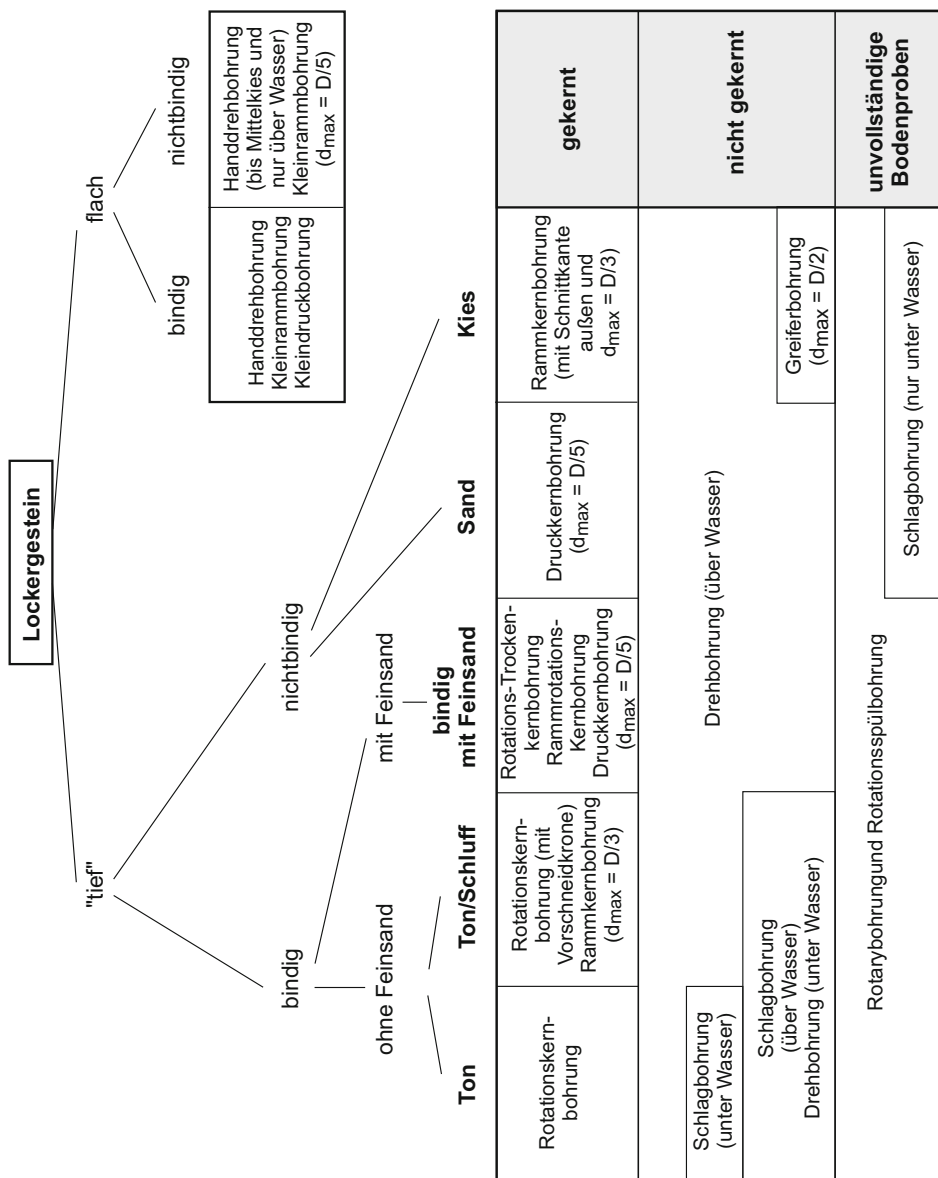 Lockergestein
"tief"
flach
bindig
nichtbindig
bindig
nichtbindig
Handdrehbohrung
Kleinrammbohrung
Kleindruckbohrung
Handdrehbohrung
(bis Mittelkies und
nur über Wasser)
Kleinrammbohrung
(dmax = D/5)
ohne Feinsand
mit Feinsand
Ton
Ton/Schluff
bindig
mit Feinsand
Sand
Kies
Rotationskern-
bohrung
Rotationskern-
bohrung (mit
Vorschneidkrone)
Rammkernbohrung
(dmax = D/3)
Rotations-Trocken-
kernbohrung
Rammrotations-
Kernbohrung
Druckkernbohrung
(dmax = D/5)
Druckkernbohrung
(dmax = D/5)
Rammkernbohrung
(mit Schnittkante
außen und
dmax = D/3)
gekernt
Schlagbohrung
(unter Wasser)
Drehbohrung (über Wasser)
Schlagbohrung
(über Wasser)
Drehbohrung (unter Wasser)
Greiferbohrung
(dmax = D/2)
nicht gekernt
Rotarybohrungund Rotationsspülbohrung
Schlagbohrung (nur unter Wasser)
unvollständige
Bodenproben